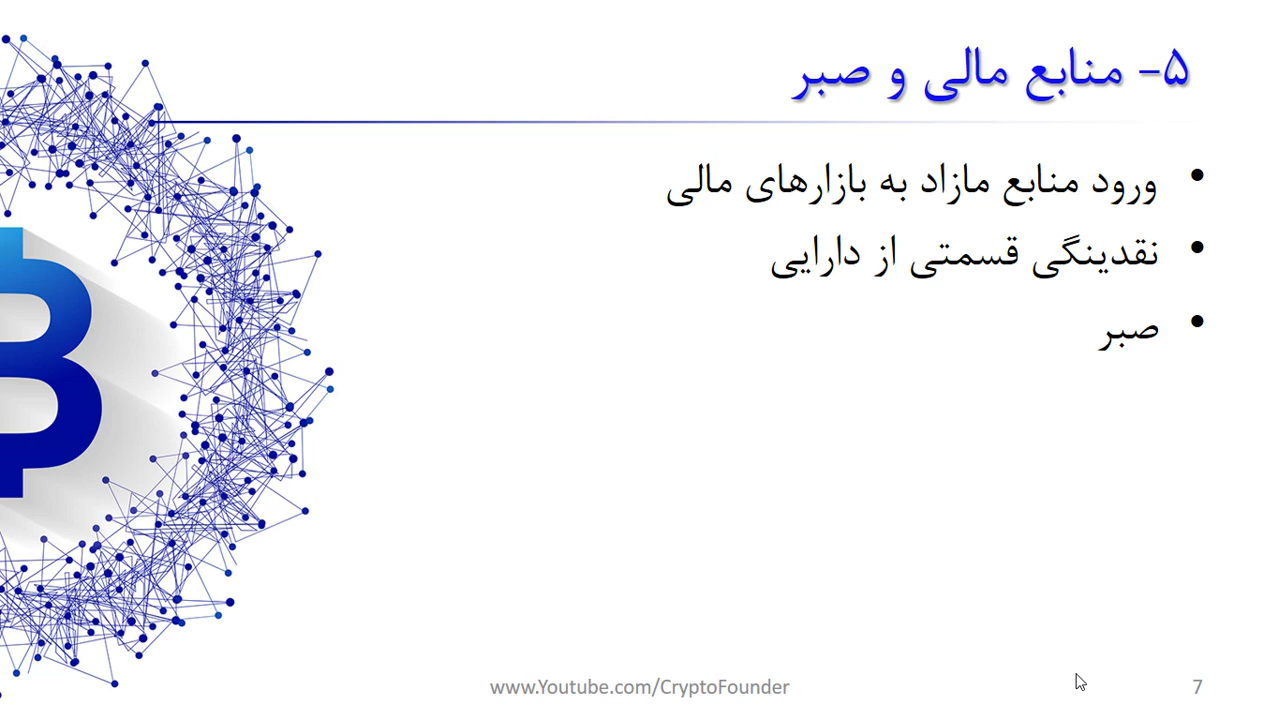 ۵- منابع مالی و صبر
• ورود منابع مازاد به بازارهای مالی
• نقدینگی قسمتی از دارایی
• صبر
www.Youtube.com/CryptoFounder
7